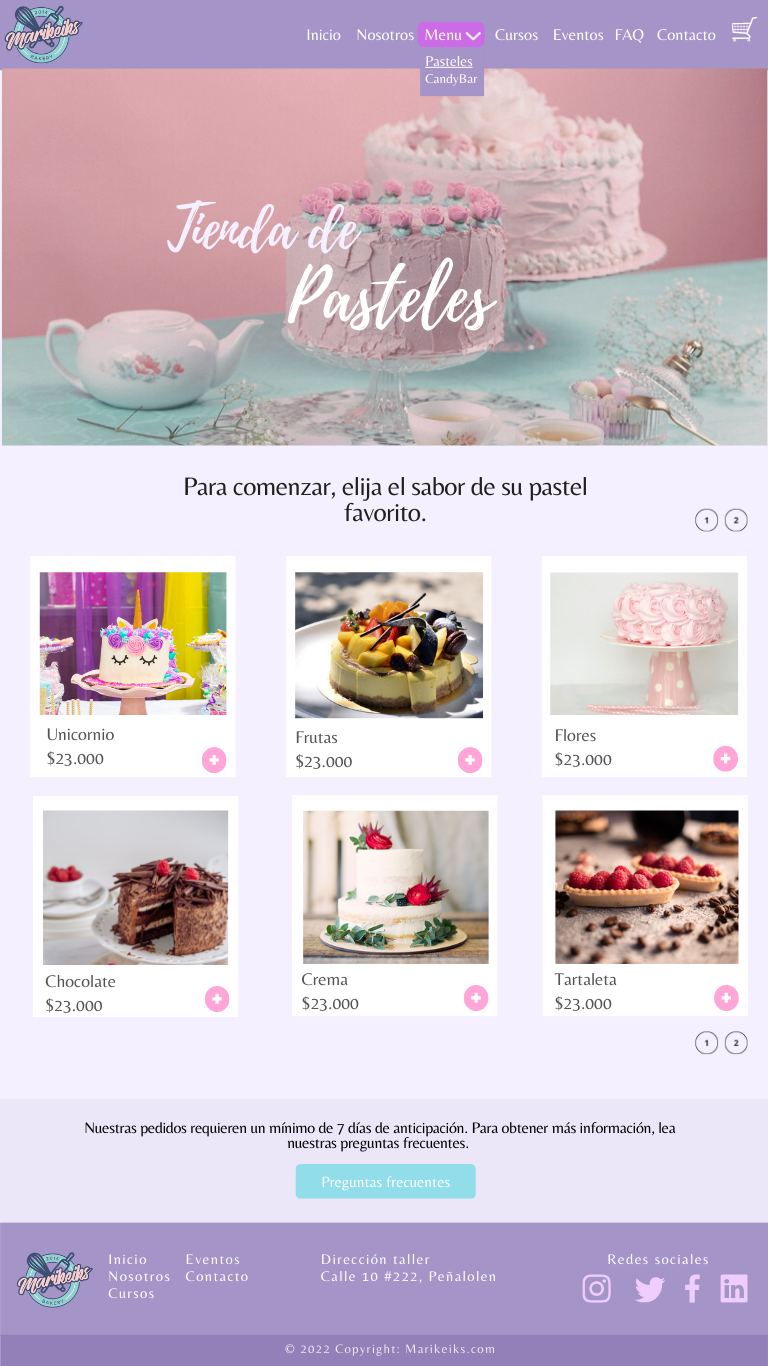 2016
Marikeiks
BAKERY
Inicio Nosotros Menu Cursos Eventos FAQ Contacto
Pasteles
CandyBar
Tienda de
Pasteles
Para comenzar, elija el sabor de su pastel
favorito.
1 2
Unicornio
$23.000
Frutas
$23.000
Flores
$23.000
Chocolate
$23.000
Crema
$23.000
Tartaleta
$23.000
1 2
Nuestras pedidos requieren un mínimo de 7 días de anticipación. Para obtener más información, lea
nuestras preguntas frecuentes.
Preguntas frecuentes
2016
Marikeiks
BAKERY
Inicio
Nosotros
Cursos
Eventos
Contacto
Dirección taller
Calle 10 #222, Peñalolen
Redes sociales
© 2022 Copyright: Marikeiks.com